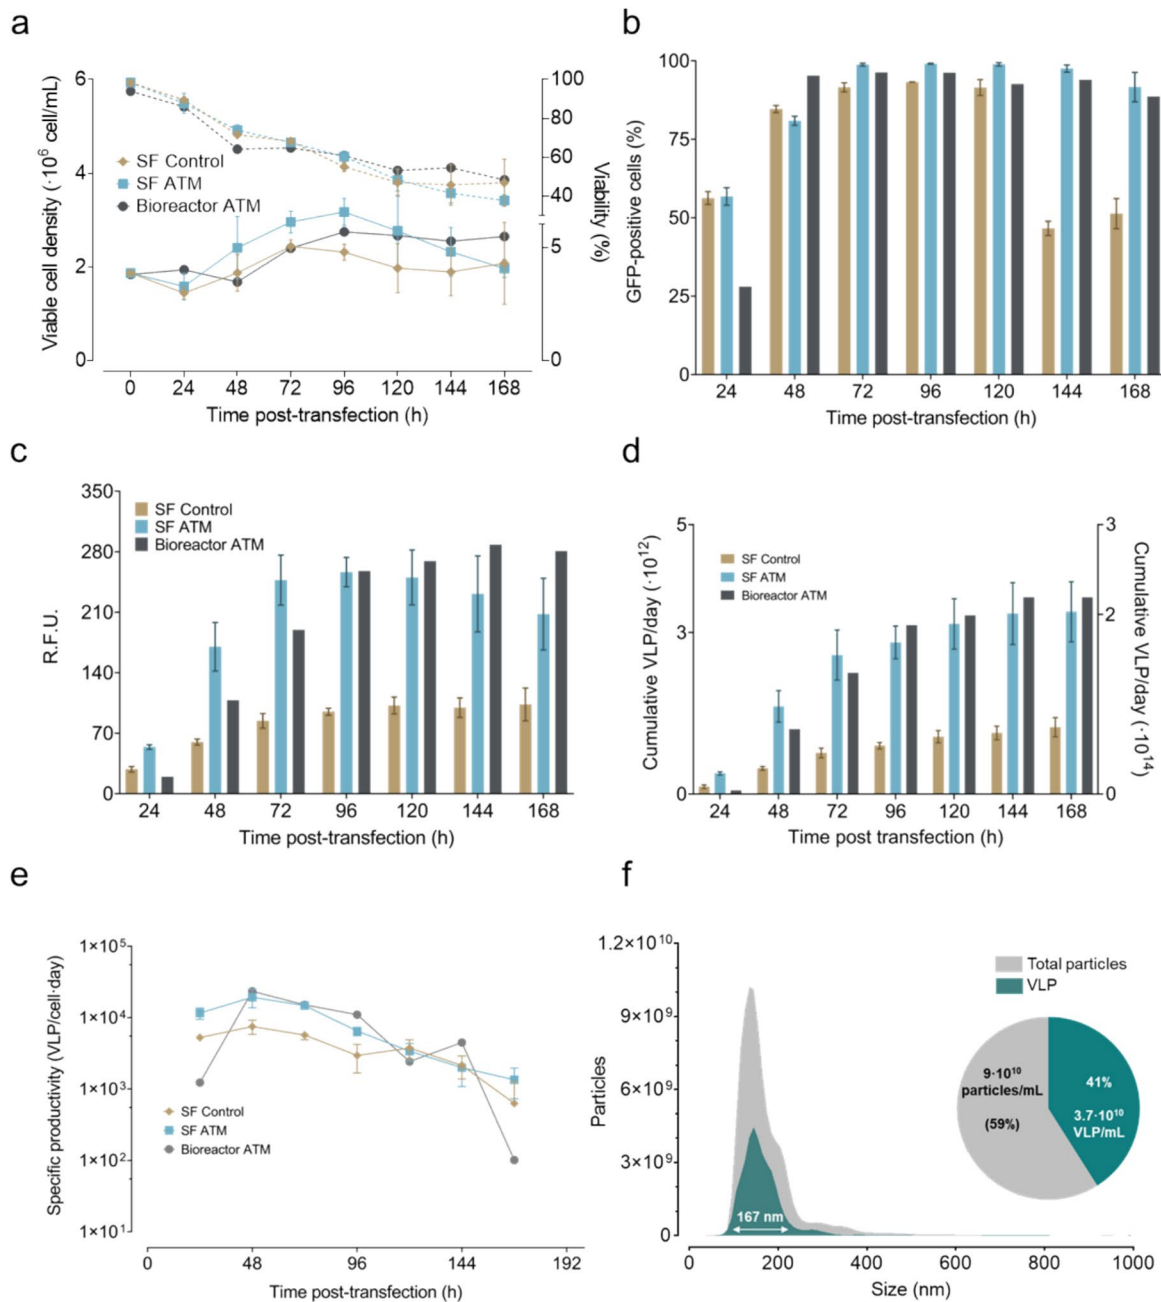 a
6
4
2
0
Viable cell density (·10⁶ cell/mL)
100
80
60
40
5
0
Viability (%)
SF Control
SF ATM
Bioreactor ATM
0 24 48 72 96 120 144 168
Time post-transfection (h)
b
100
75
50
25
0
GFP-positive cells (%)
24 48 72 96 120 144 168
Time post-transfection (h)
c
350
280
210
140
70
0
R.F.U.
SF Control
SF ATM
Bioreactor ATM
24 48 72 96 120 144 168
Time post-transfection (h)
d
5
3
0
Cumulative VLP/day (·10¹²)
3
2
0
Cumulative VLP/day (·10¹⁴)
SF Control
SF ATM
Bioreactor ATM
24 48 72 96 120 144 168
Time post transfection (h)
e
1×10⁵
1×10⁴
1×10³
1×10²
1×10¹
Specific productivity (VLP/cell·day)
SF Control
SF ATM
Bioreactor ATM
0 48 96 144 192
Time post-transfection (h)
f
1.2×10¹⁰
9×10⁹
6×10⁹
3×10⁹
0
Particles
Total particles
VLP
9·10¹⁰
particles/mL
(59%)
41%
3.7·10¹⁰
VLP/mL
167 nm
0 200 400 600 800 1000
Size (nm)